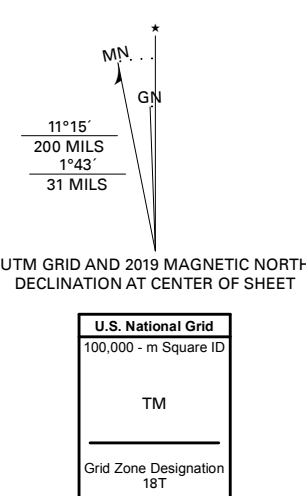 ★
MN
GN
11°15´
200 MILS
1°43´
31 MILS
UTM GRID AND 2019 MAGNETIC NORTH
DECLINATION AT CENTER OF SHEET
U.S. National Grid
100,000 - m Square ID
TM
Grid Zone Designation
18T